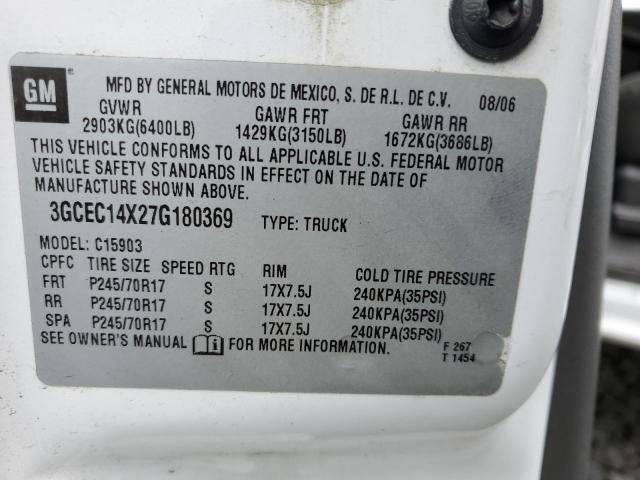 GM
MFD BY GENERAL MOTORS DE MEXICO, S. DE R.L. DE C.V. 08/06
GVWR GAWR FRT GAWR RR
2903KG(6400LB) 1429KG(3150LB) 1672KG(3686LB)
THIS VEHICLE CONFORMS TO ALL APPLICABLE U.S. FEDERAL MOTOR
VEHICLE SAFETY STANDARDS IN EFFECT ON THE DATE OF
MANUFACTURE SHOWN ABOVE.
3GCEC14X27G180369 TYPE: TRUCK
MODEL: C15903
CPFC TIRE SIZE SPEED RTG RIM COLD TIRE PRESSURE
FRT P245/70R17 S 17X7.5J 240KPA(35PSI)
RR P245/70R17 S 17X7.5J 240KPA(35PSI)
SPA P245/70R17 S 17X7.5J 240KPA(35PSI)
SEE OWNER'S MANUAL FOR MORE INFORMATION.
F 267
T 1454